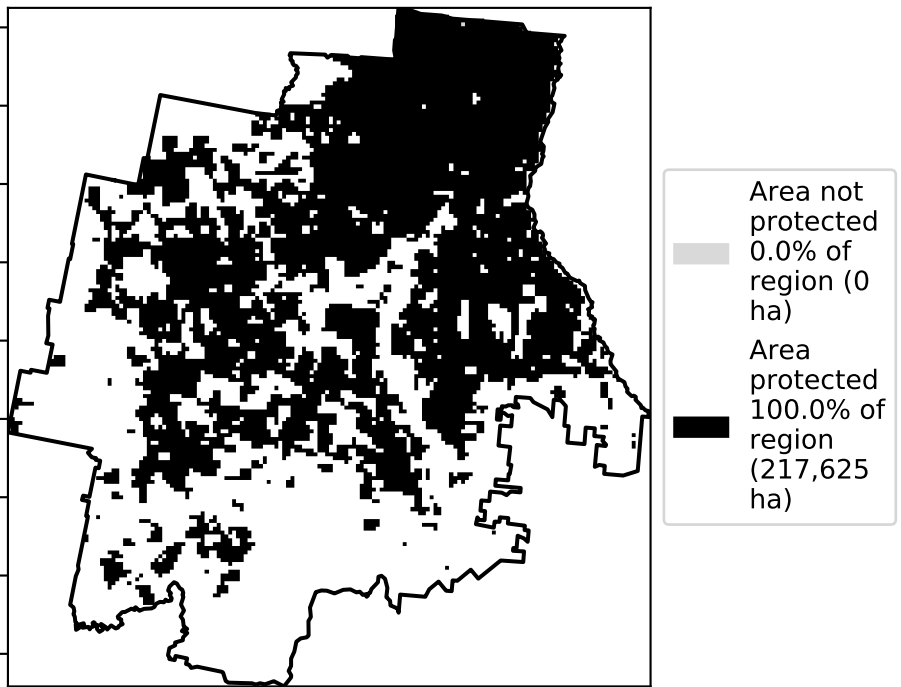 Area not
protected
0.0% of
region (0
ha)
Area
protected
100.0% of
region
(217,625
ha)